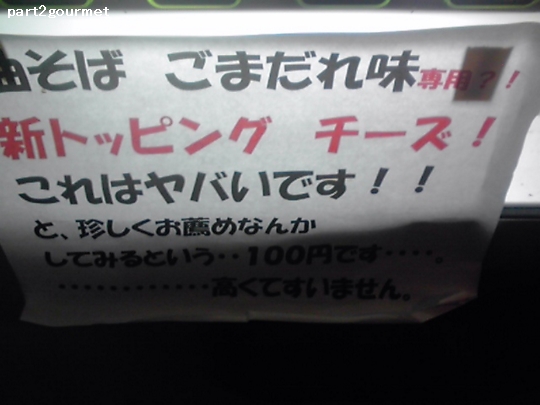 part2gourmet
油そば ごまだれ味専用?!
新トッピング チーズ!
これはヤバいです!!
と、珍しくお薦めなんか
してみるという・・100円です・・・・。
・・・・・・・・・・・・高くてすいません。